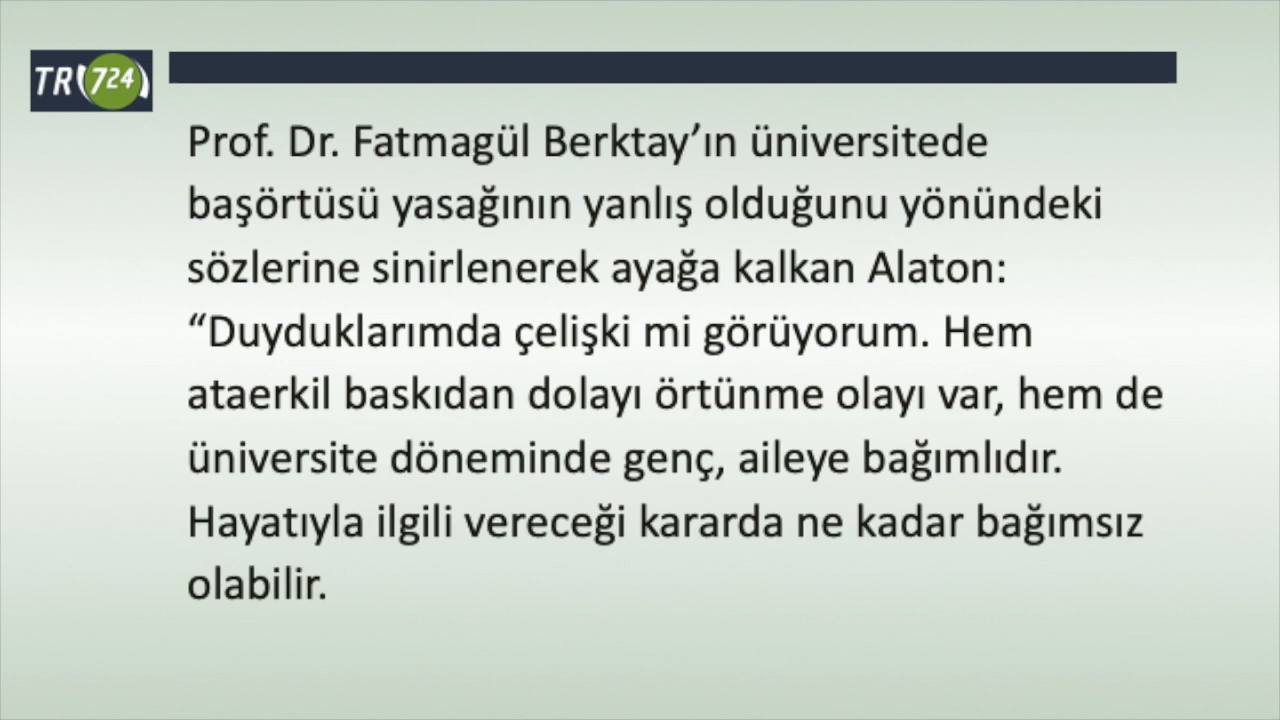 TR724
Prof. Dr. Fatmagül Berktay’ın üniversitede
başörtüsü yasağının yanlış olduğunu yönündeki
sözlerine sinirlenerek ayağa kalkan Alaton:
“Duyduklarımda çelişki mi görüyorum. Hem
ataerkil baskıdan dolayı örtünme olayı var, hem de
üniversite döneminde genç, aileye bağımlıdır.
Hayatıyla ilgili vereceği kararda ne kadar bağımsız
olabilir.